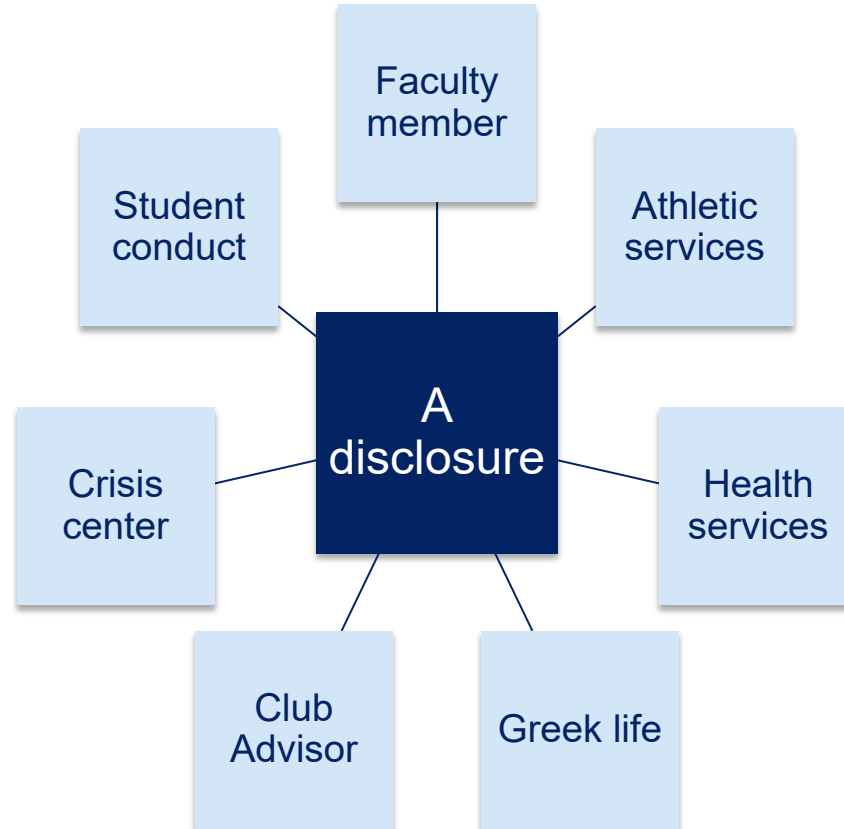 Faculty
member
Student
conduct
Athletic
services
A
disclosure
Crisis
center
Health
services
Club
Advisor
Greek life